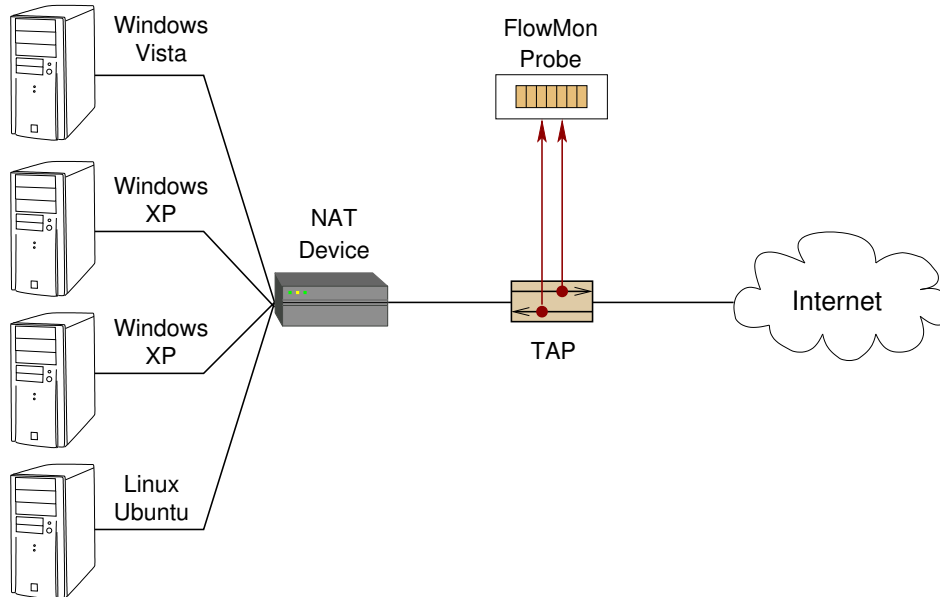 Windows
Vista
FlowMon
Probe
Windows
XP
NAT
Device
Internet
Windows
XP
TAP
Linux
Ubuntu